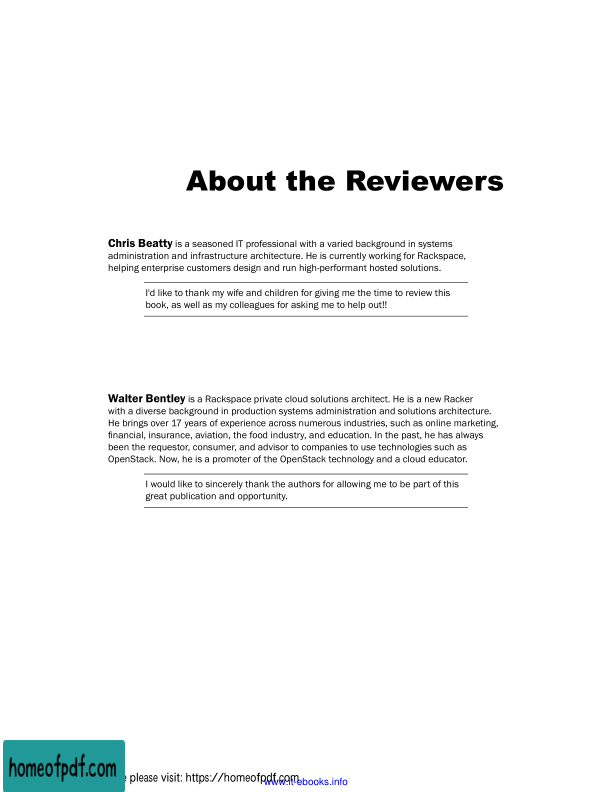 About the Reviewers
Chris Beatty is a seasoned IT professional with a varied background in systems
administration and infrastructure architecture. He is currently working for Rackspace,
helping enterprise customers design and run high-performant hosted solutions.
I'd like to thank my wife and children for giving me the time to review this
book, as well as my colleagues for asking me to help out!!
Walter Bentley is a Rackspace private cloud solutions architect. He is a new Racker
with a diverse background in production systems administration and solutions architecture.
He brings over 17 years of experience across numerous industries, such as online marketing,
financial, insurance, aviation, the food industry, and education. In the past, he has always
been the requestor, consumer, and advisor to companies to use technologies such as
OpenStack. Now, he is a promoter of the OpenStack technology and a cloud educator.
I would like to sincerely thank the authors for allowing me to be part of this
great publication and opportunity.
homeofpdf.com
please visit: https://homeofpdf.com
www.it-ebooks.info